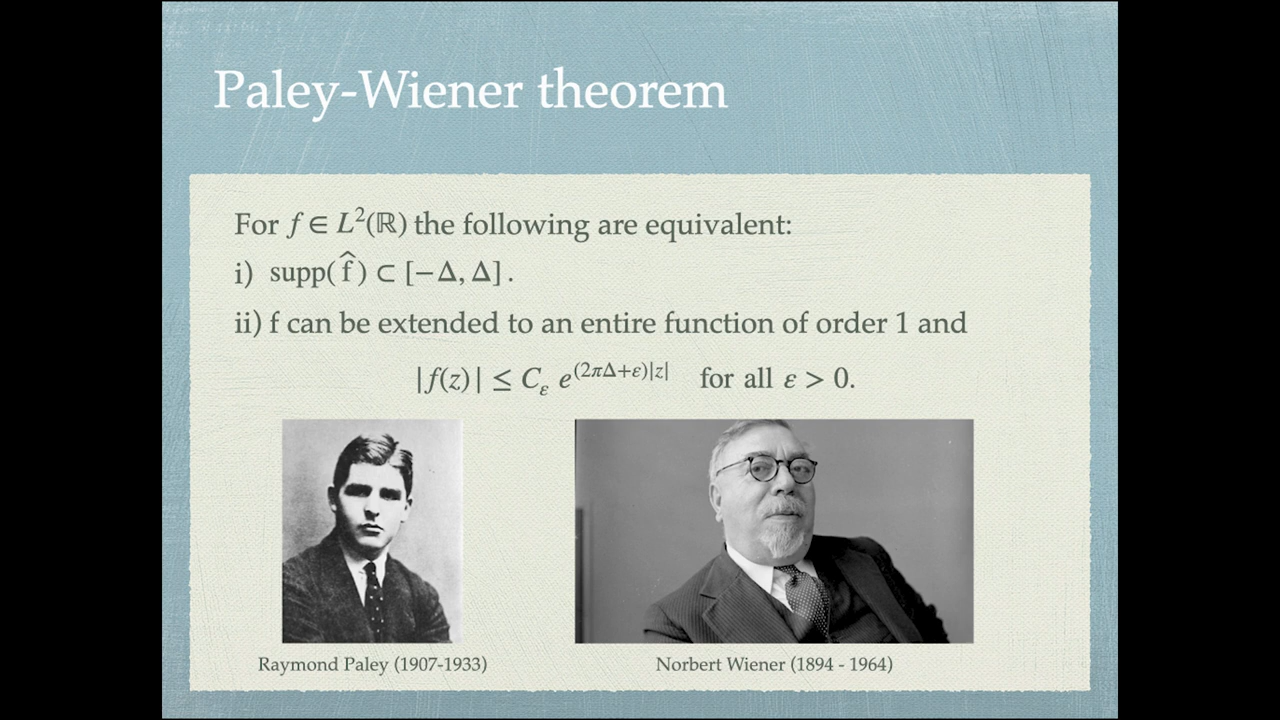 Paley-Wiener theorem
For f ∈ L²(ℝ) the following are equivalent:
i) supp(f̂) ⊂ [−Δ, Δ].
ii) f can be extended to an entire function of order 1 and
|f(z)| ≤ C_ε e^{(2πΔ+ε)|z|} for all ε > 0.
Raymond Paley (1907-1933)
Norbert Wiener (1894 - 1964)